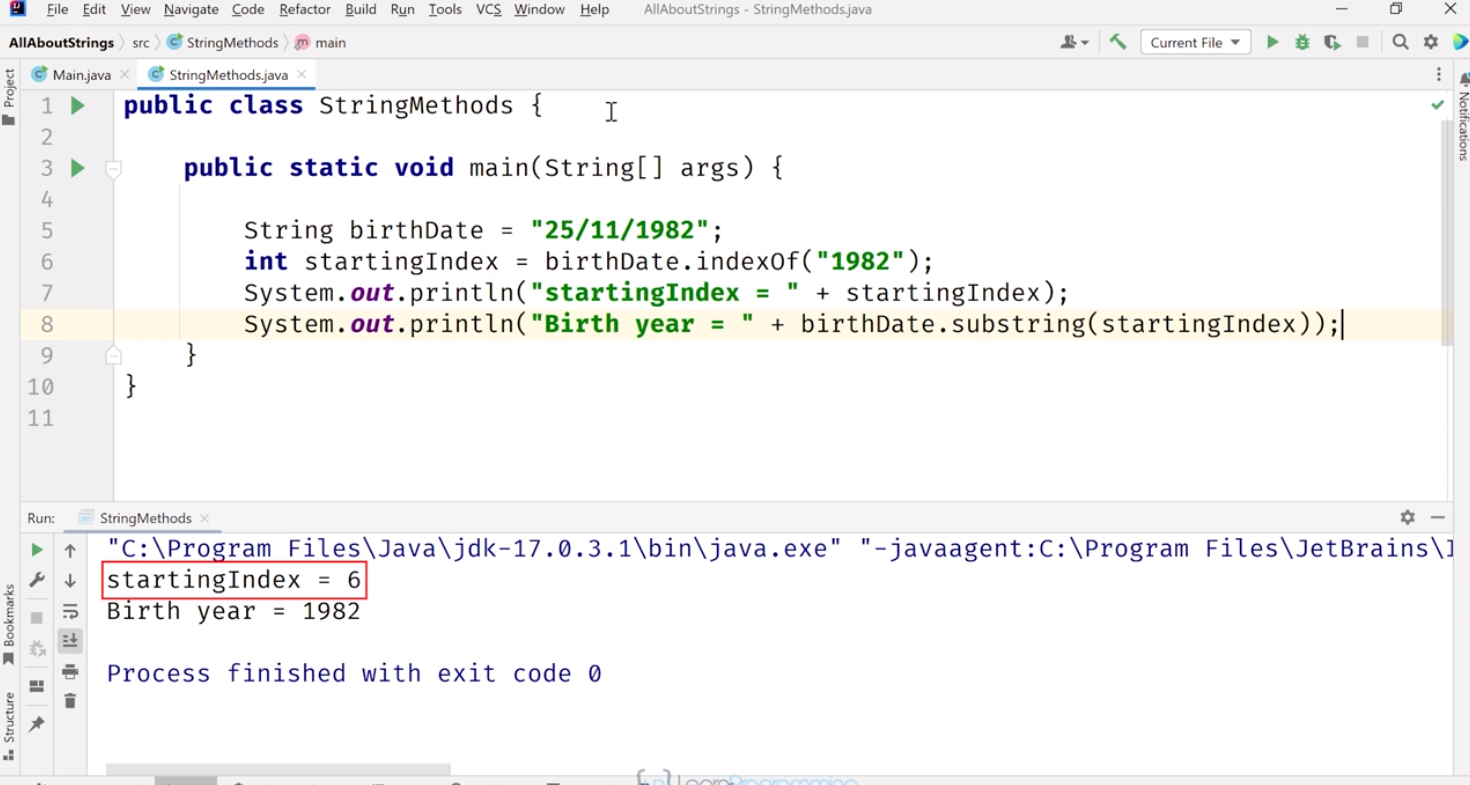 File Edit View Navigate Code Refactor Build Run Tools VCS Window Help AllAboutStrings - StringMethods.java
AllAboutStrings src StringMethods main Current File
Project
Main.java StringMethods.java
Notifications
1 public class StringMethods {
2
3 public static void main(String[] args) {
4
5 String birthDate = "25/11/1982";
6 int startingIndex = birthDate.indexOf("1982");
7 System.out.println("startingIndex = " + startingIndex);
8 System.out.println("Birth year = " + birthDate.substring(startingIndex));
9 }
10 }
11
Run: StringMethods
"C:\Program Files\Java\jdk-17.0.3.1\bin\java.exe" "-javaagent:C:\Program Files\JetBrains\
startingIndex = 6
Birth year = 1982
Process finished with exit code 0
Bookmarks
Structure